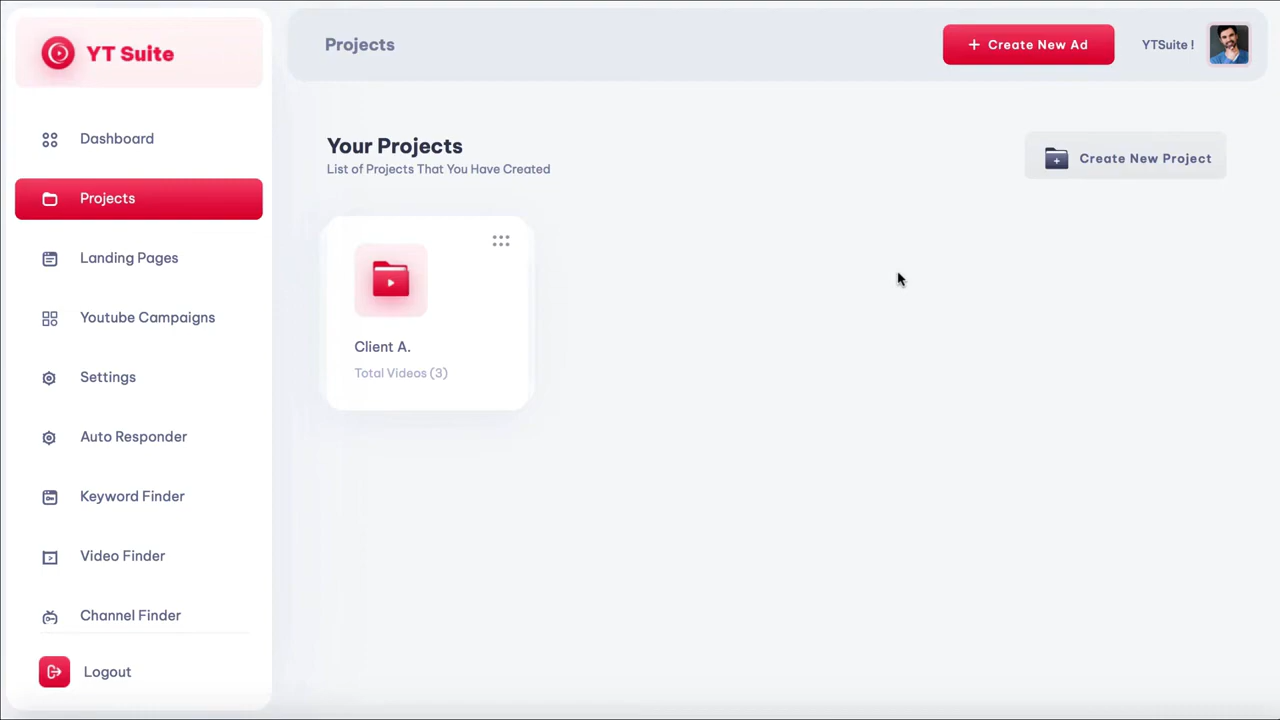 YT Suite
Dashboard
Projects
Landing Pages
Youtube Campaigns
Settings
Auto Responder
Keyword Finder
Video Finder
Channel Finder
Logout
Projects
+ Create New Ad
YTSuite !
Your Projects
List of Projects That You Have Created
Create New Project
Client A.
Total Videos (3)